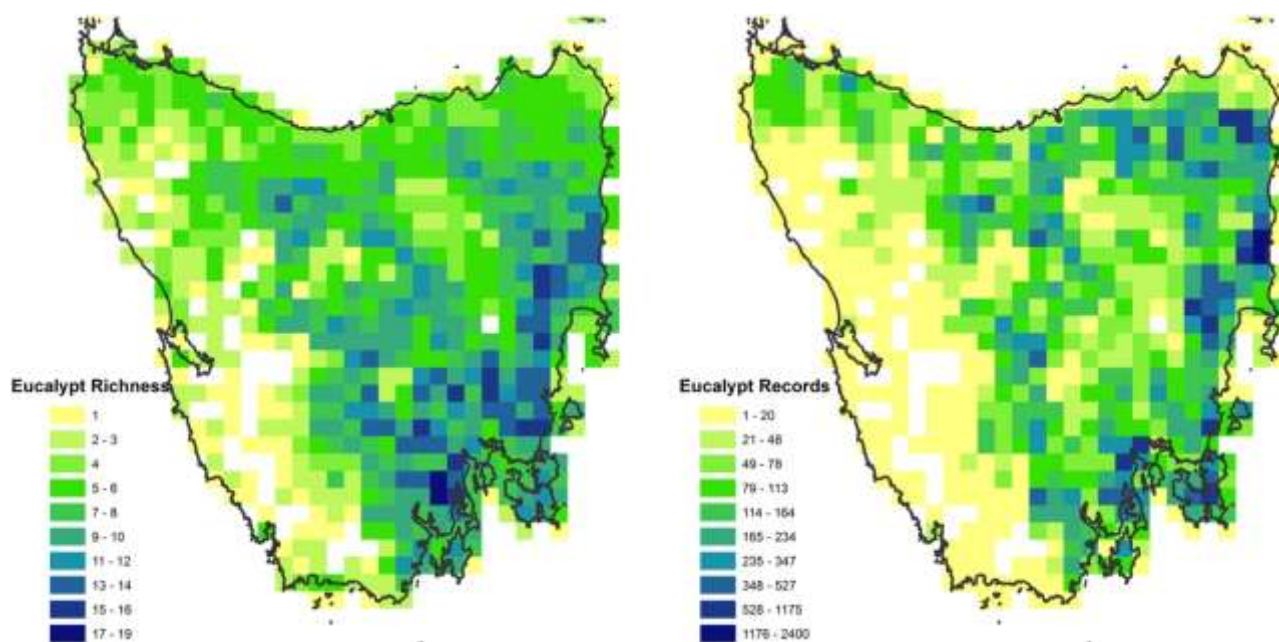 Eucalypt Richness
1
2 - 3
4
5 - 6
7 - 8
9 - 10
11 - 12
13 - 14
15 - 16
17 - 19
Eucalypt Records
1 - 20
21 - 48
49 - 78
79 - 113
114 - 164
165 - 234
235 - 347
348 - 527
528 - 1175
1176 - 2400